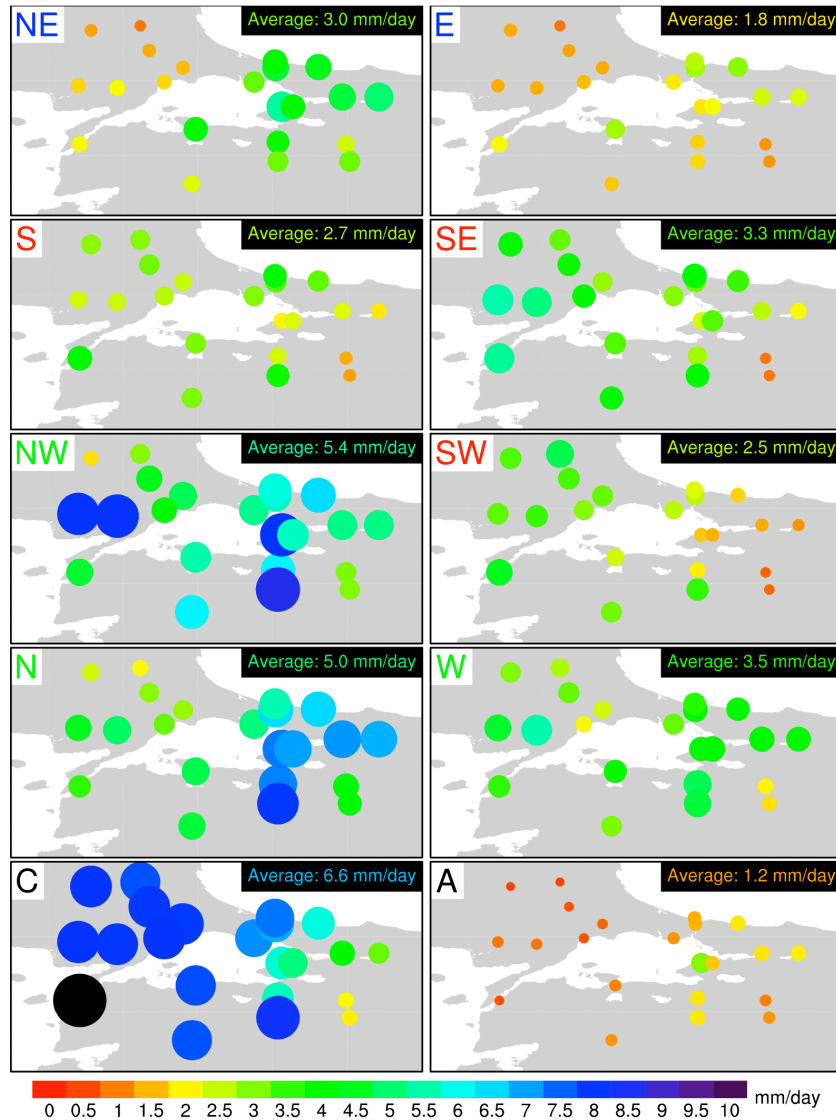 NE Average: 3.0 mm/day
E Average: 1.8 mm/day
S Average: 2.7 mm/day
SE Average: 3.3 mm/day
NW Average: 5.4 mm/day
SW Average: 2.5 mm/day
N Average: 5.0 mm/day
W Average: 3.5 mm/day
C Average: 6.6 mm/day
A Average: 1.2 mm/day
0 0.5 1 1.5 2 2.5 3.5 4 4.5 5 5.5 6 6.5 7 7.5 8 8.5 9 9.5 10 mm/day